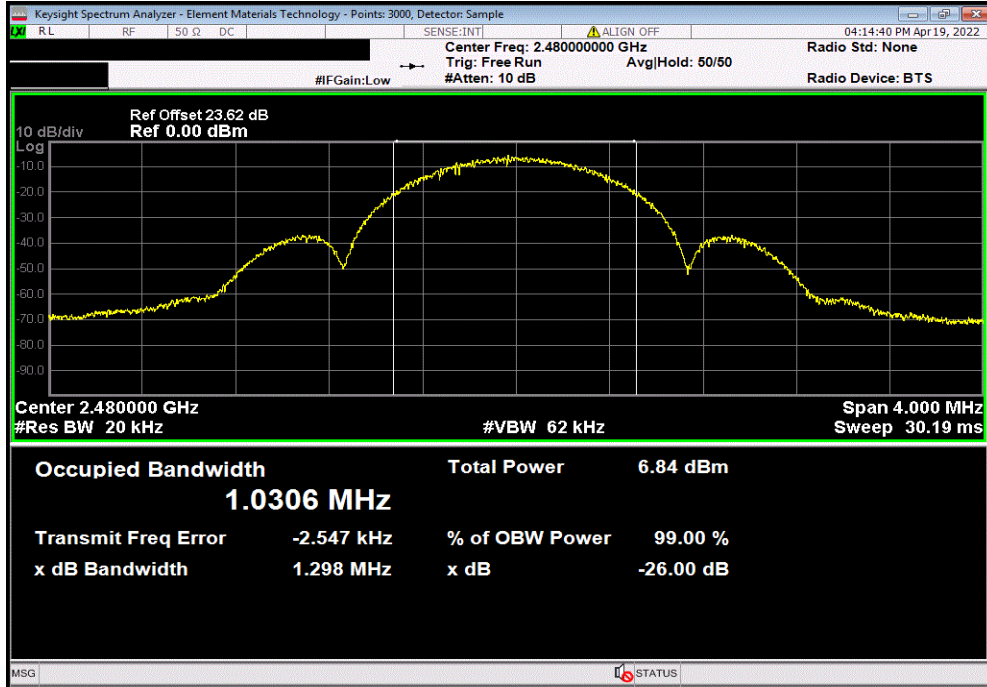 Keysight Spectrum Analyzer - Element Materials Technology - Points: 3000, Detector: Sample
LXI RL RF 50 Ω DC SENSE:INT ALIGN OFF 04:14:40 PM Apr 19, 2022
Center Freq: 2.480000000 GHz Radio Std: None
Trig: Free Run Avg|Hold: 50/50
#IFGain:Low #Atten: 10 dB Radio Device: BTS
Ref Offset 23.62 dB
10 dB/div Ref 0.00 dBm
Log
-10.0
-20.0
-30.0
-40.0
-50.0
-60.0
-70.0
-80.0
-90.0
Center 2.480000 GHz Span 4.000 MHz
#Res BW 20 kHz #VBW 62 kHz Sweep 30.19 ms
Occupied Bandwidth Total Power 6.84 dBm
1.0306 MHz
Transmit Freq Error -2.547 kHz % of OBW Power 99.00 %
x dB Bandwidth 1.298 MHz x dB -26.00 dB
MSG STATUS